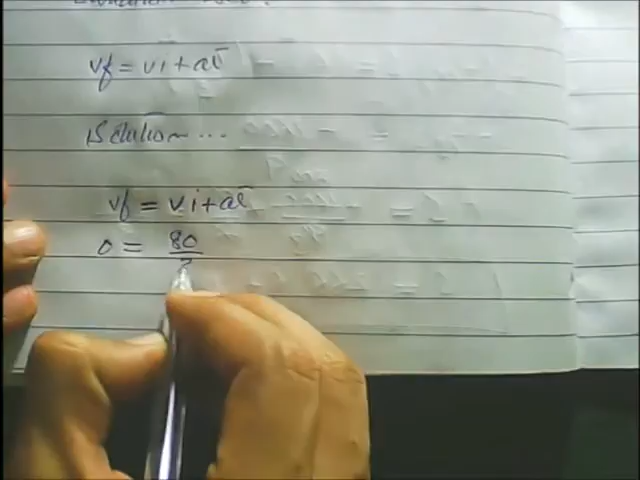 vf = vi + at
Solution...
vf = vi + at
0 = 80